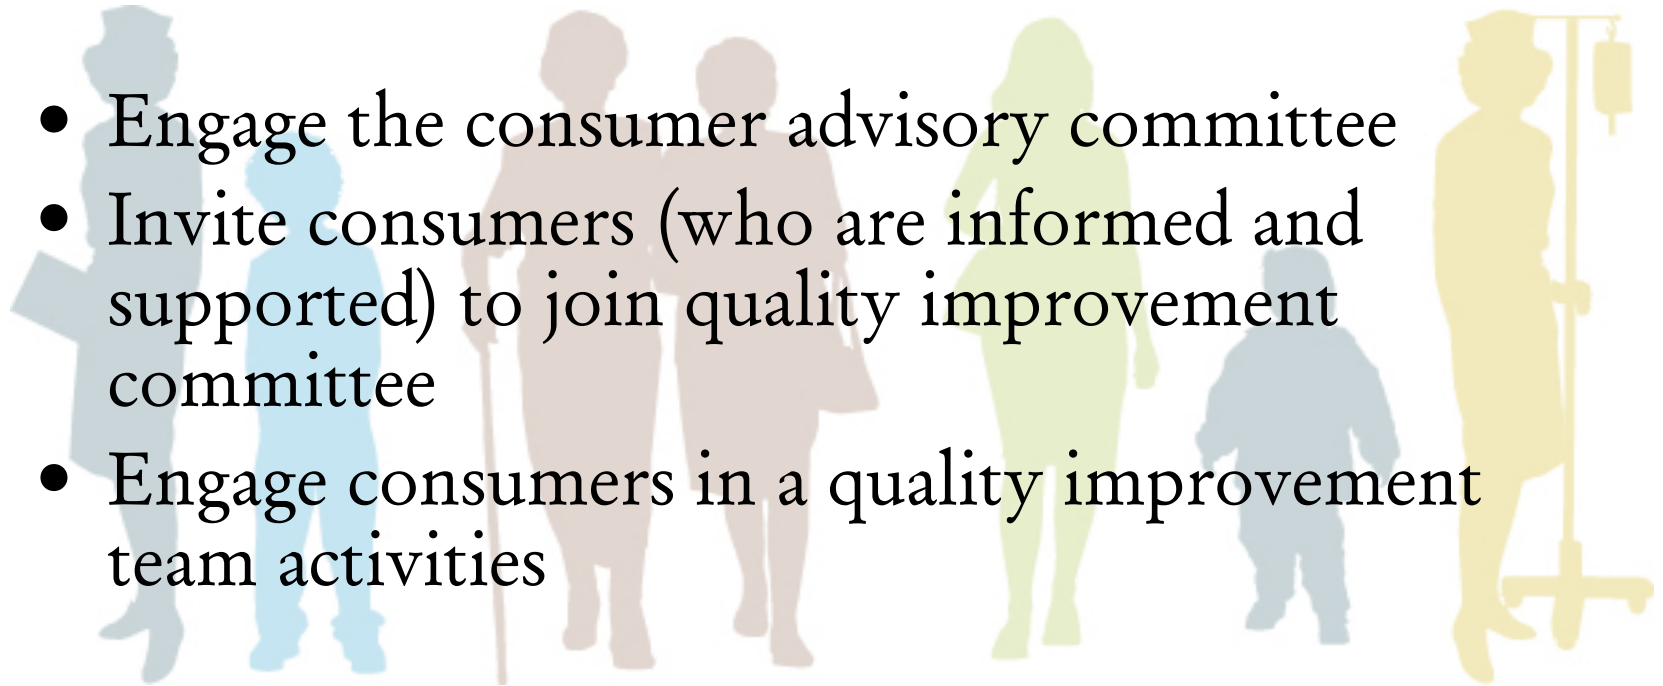 • Engage the consumer advisory committee
• Invite consumers (who are informed and
supported) to join quality improvement
committee
• Engage consumers in a quality improvement
team activities